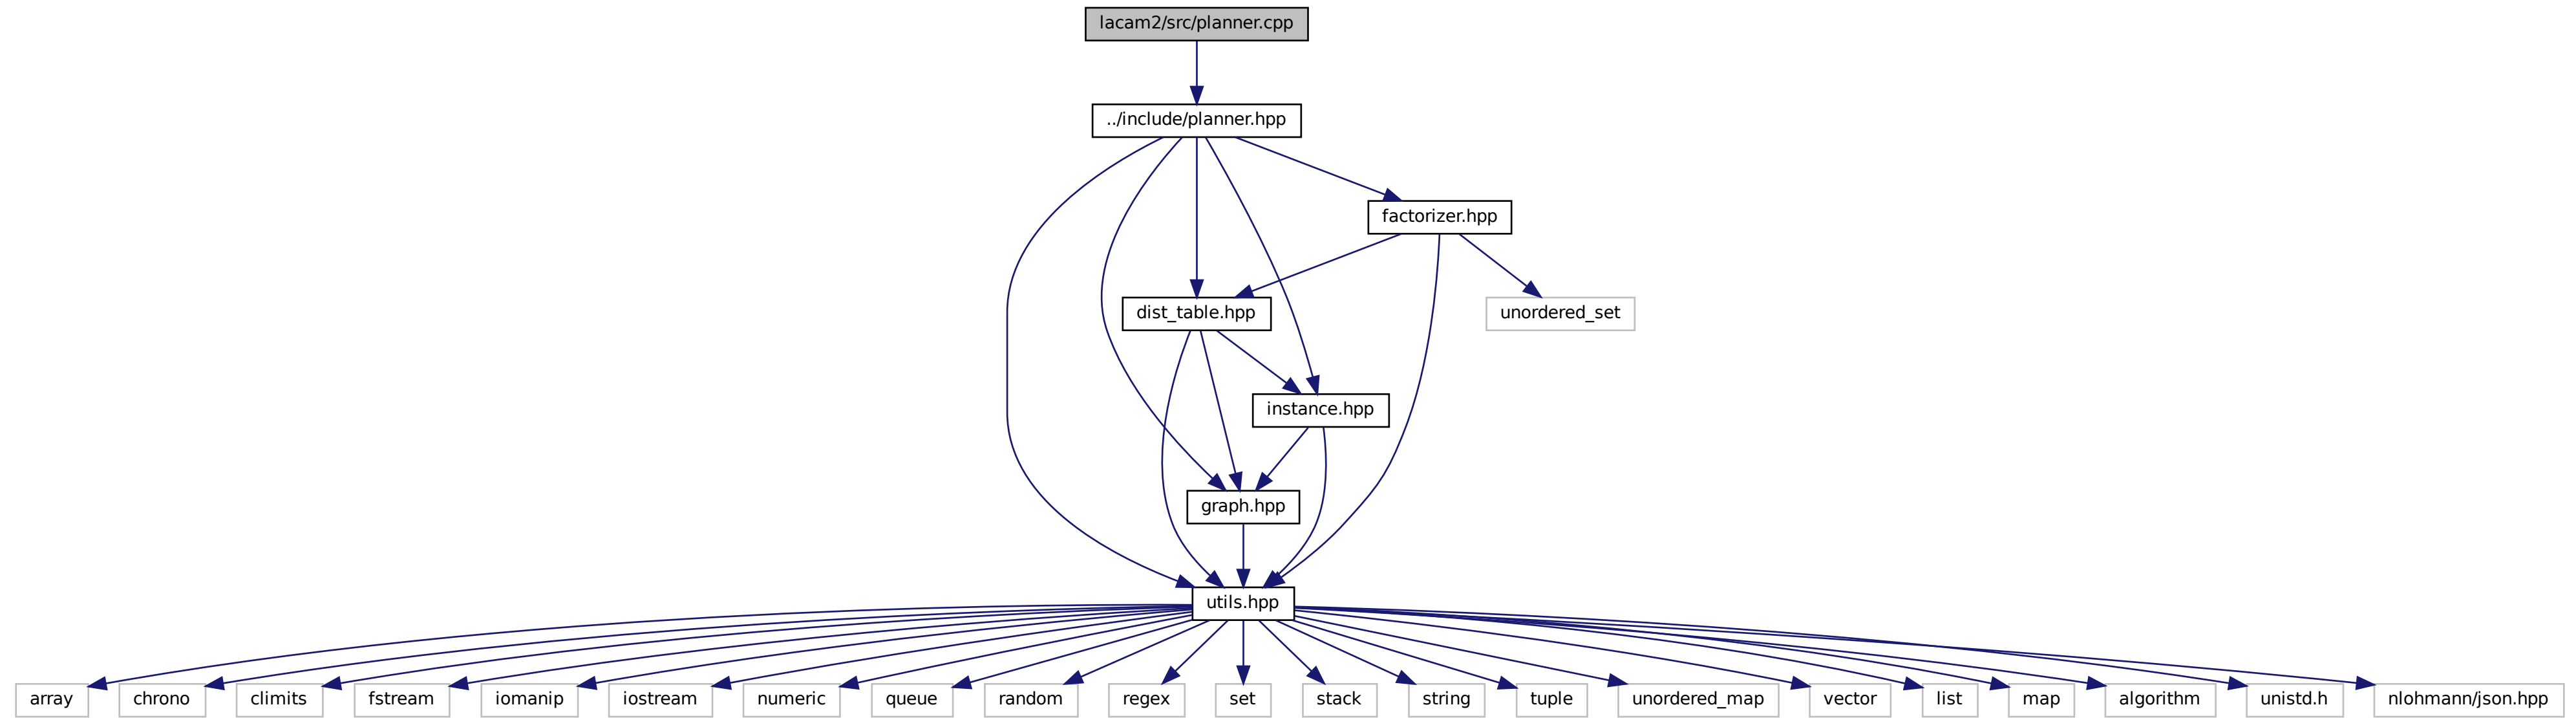 lacam2/src/planner.cpp
../include/planner.hpp
factorizer.hpp
dist_table.hpp
unordered_set
instance.hpp
graph.hpp
utils.hpp
array
chrono
climits
fstream
iomanip
iostream
numeric
queue
random
regex
set
stack
string
tuple
unordered_map
vector
list
map
algorithm
unistd.h
nlohmann/json.hpp